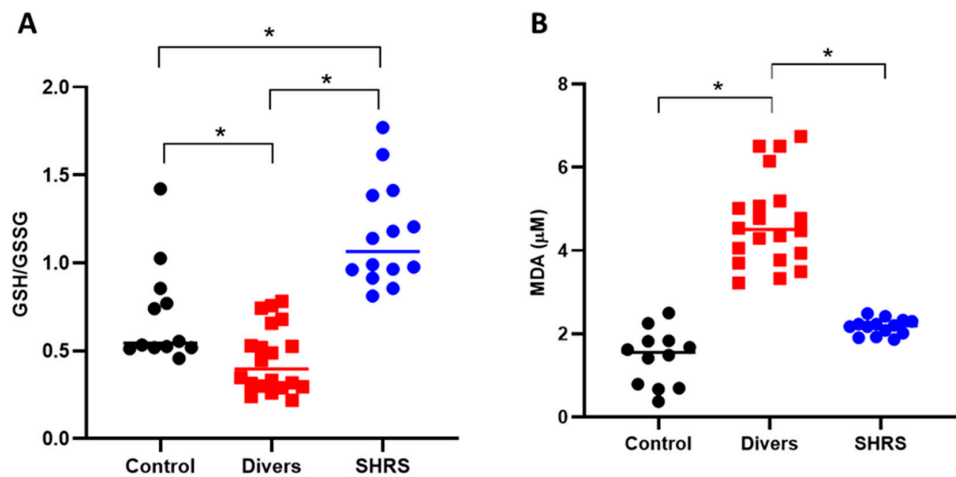 A
*
*
*
GSH/GSSG
2.0
1.5
1.0
0.5
0.0
Control Divers SHRS
B
*
*
MDA (μM)
8
6
4
2
0
Control Divers SHRS